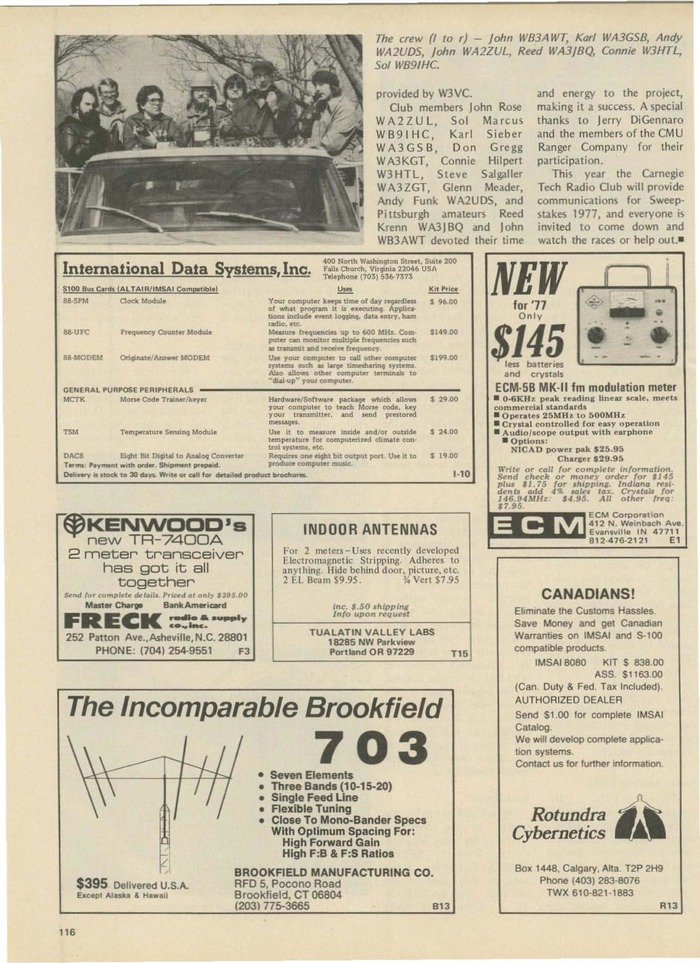 The crew (l to r) — John WB3AWT, Karl WA3GSB, Andy
WA2UDS, John WA2ZUL, Reed WA3JBQ, Connie W3HTL,
Sol WB9IHC.
provided by W3VC.
Club members John Rose
WA2ZUL, Sol Marcus
WB9IHC, Karl Sieber
WA3GSB, Don Gregg
WA3KGT, Connie Hilpert
W3HTL, Steve Salgaller
WA3ZGT, Glenn Meader,
Andy Funk WA2UDS, and
Pittsburgh amateurs Reed
Krenn WA3JBQ and John
WB3AWT devoted their time
and energy to the project,
making it a success. A special
thanks to Jerry DiGennaro
and the members of the CMU
Ranger Company for their
participation.
This year the Carnegie
Tech Radio Club will provide
communications for Sweep-
stakes 1977, and everyone is
invited to come down and
watch the races or help out.■
International Data Systems, Inc.
400 North Washington Street, Suite 200
Falls Church, Virginia 22046 USA
Telephone (703) 536-7373
S100 Bus Cards (ALTAIR/IMSAI Compatible) Uses Kit Price
88-SPM Clock Module Your computer keeps time of day regardless $ 96.00
of what program it is executing. Applica-
tions include event logging, data entry, ham
radio, etc.
88-UFC Frequency Counter Module Measure frequencies up to 600 MHz. Com- $149.00
puter can monitor multiple frequencies such
as transmit and receive frequency.
88-MODEM Originate/Answer MODEM Use your computer to call other computer $199.00
systems such as large timesharing systems.
Also allows other computer terminals to
"dial-up" your computer.
GENERAL PURPOSE PERIPHERALS
MCTK Morse Code Trainer/keyer Hardware/Software package which allows $ 29.00
your computer to teach Morse code, key
your transmitter, and send prestored
messages.
TSM Temperature Sensing Module Use it to measure inside and/or outside $ 24.00
temperature for computerized climate con-
trol systems, etc.
DAC8 Eight Bit Digital to Analog Converter Requires one eight bit output port. Use it to $ 19.00
produce computer music.
Terms: Payment with order. Shipment prepaid.
Delivery is stock to 30 days. Write or call for detailed product brochures. I-10
NEW
for '77
Only
$145
less batteries
and crystals
ECM-5B MK-II fm modulation meter
■ 0-6KHz peak reading linear scale, meets
commercial standards
■ Operates 25MHz to 500MHz
■ Crystal controlled for easy operation
■ Audio/scope output with earphone
■ Options:
NICAD power pak $25.95
Charger $29.95
Write or call for complete information.
Send check or money order for $145
plus $1.75 for shipping. Indiana resi-
dents add 4% sales tax. Crystals for
146.94MHz: $4.95. All other freq:
$7.95.
ECM
ECM Corporation
412 N. Weinbach Ave.
Evansville IN 47711
812-476-2121 E1
KENWOOD's
new TR-7400A
2 meter transceiver
has got it all
together
Send for complete details. Priced at only $395.00
Master Charge BankAmericard
FRECK radio & supply
co., inc.
252 Patton Ave., Asheville, N.C. 28801
PHONE: (704) 254-9551 F3
INDOOR ANTENNAS
For 2 meters – Uses recently developed
Electromagnetic Stripping. Adheres to
anything. Hide behind door, picture, etc.
2 EL Beam $9.95. ¾ Vert $7.95
inc. $.50 shipping
Info upon request
TUALATIN VALLEY LABS
18285 NW Parkview
Portland OR 97229 T15
CANADIANS!
Eliminate the Customs Hassles.
Save Money and get Canadian
Warranties on IMSAI and S-100
compatible products.
IMSAI 8080 KIT $ 838.00
ASS. $1163.00
(Can. Duty & Fed. Tax Included).
AUTHORIZED DEALER
Send $1.00 for complete IMSAI
Catalog.
We will develop complete applica-
tion systems.
Contact us for further information.
Rotundra
Cybernetics
Box 1448, Calgary, Alta. T2P 2H9
Phone (403) 283-8076
TWX 610-821-1883
R13
The Incomparable Brookfield
703
• Seven Elements
• Three Bands (10-15-20)
• Single Feed Line
• Flexible Tuning
• Close To Mono-Bander Specs
With Optimum Spacing For:
High Forward Gain
High F:B & F:S Ratios
$395 Delivered U.S.A.
Except Alaska & Hawaii
BROOKFIELD MANUFACTURING CO.
RFD 5, Pocono Road
Brookfield, CT 06804
(203) 775-3665 B13
116